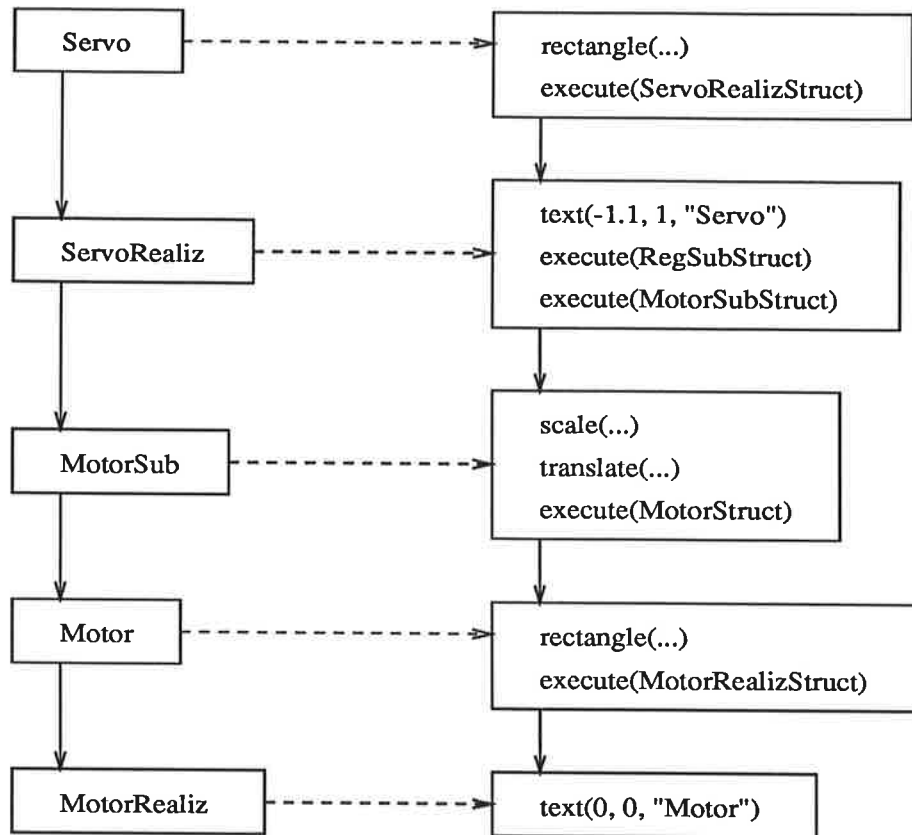 Servo
rectangle(...)
execute(ServoRealizStruct)
ServoRealiz
text(-1.1, 1, "Servo")
execute(RegSubStruct)
execute(MotorSubStruct)
MotorSub
scale(...)
translate(...)
execute(MotorStruct)
Motor
rectangle(...)
execute(MotorRealizStruct)
MotorRealiz
text(0, 0, "Motor")